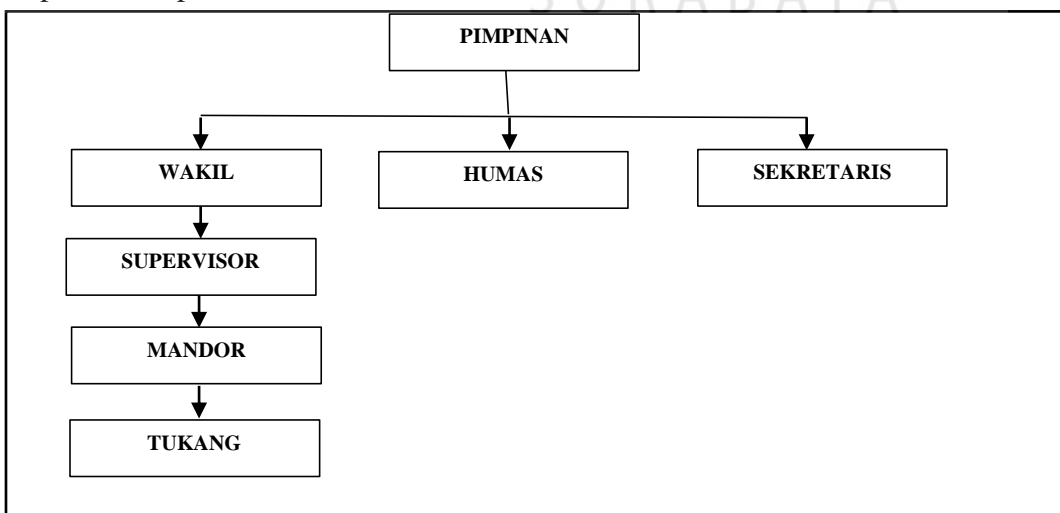 S U R A B A Y A
PIMPINAN
WAKIL
HUMAS
SEKRETARIS
SUPERVISOR
MANDOR
TUKANG